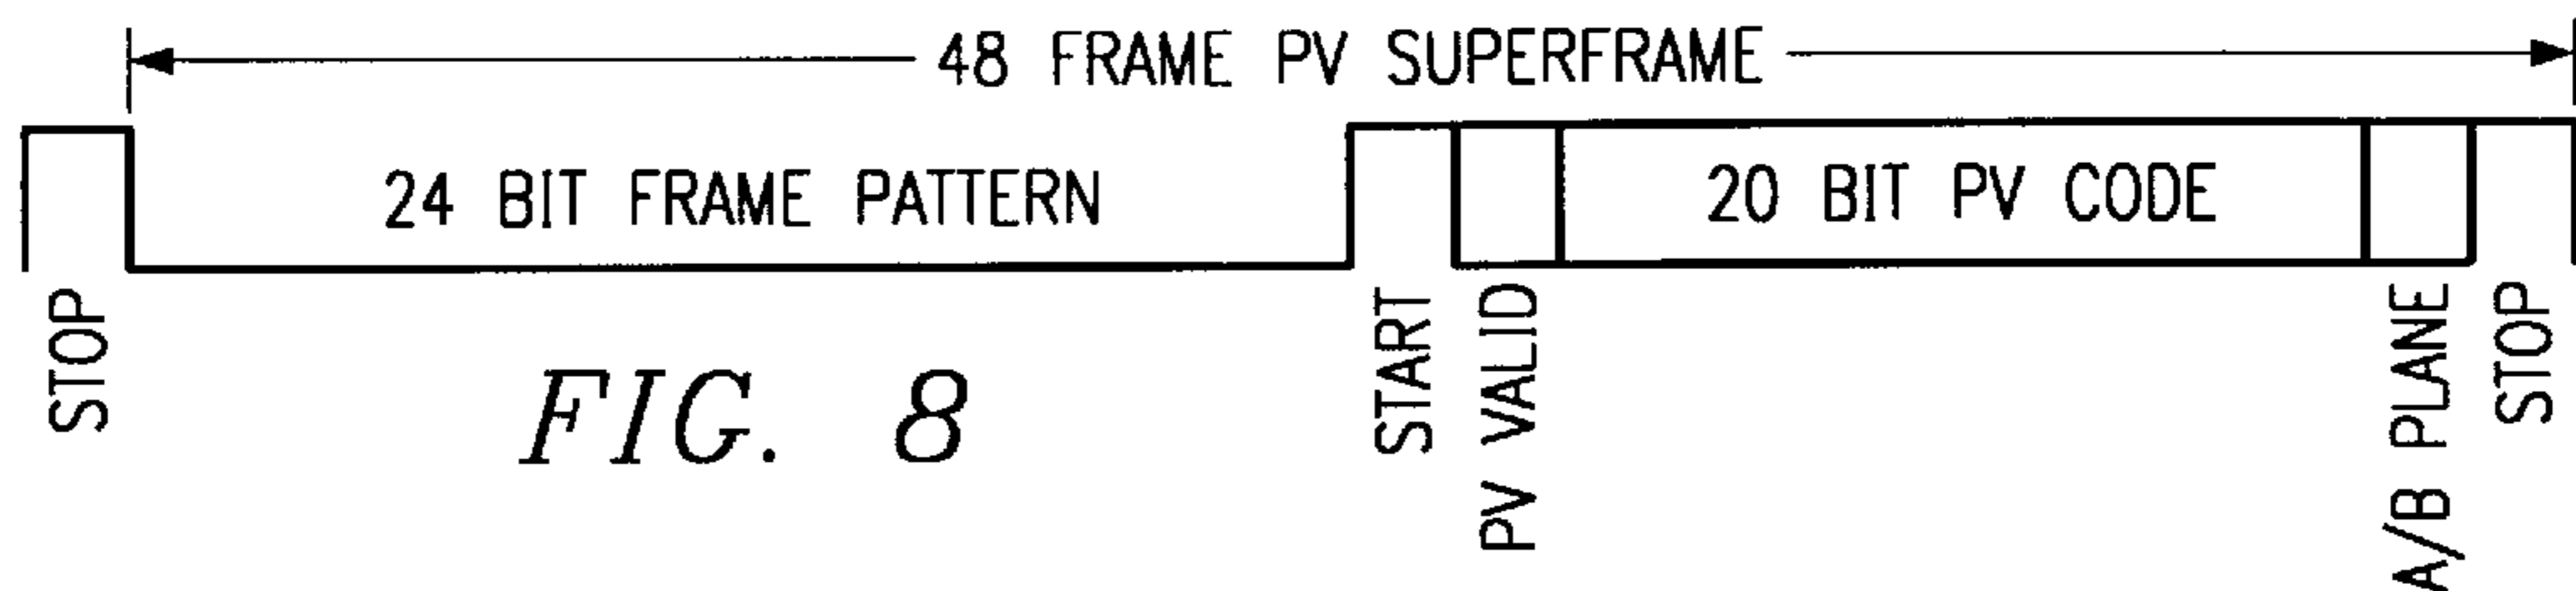 48 FRAME PV SUPERFRAME
24 BIT FRAME PATTERN
20 BIT PV CODE
STOP
START
PV VALID
A/B PLANE
STOP
FIG. 8